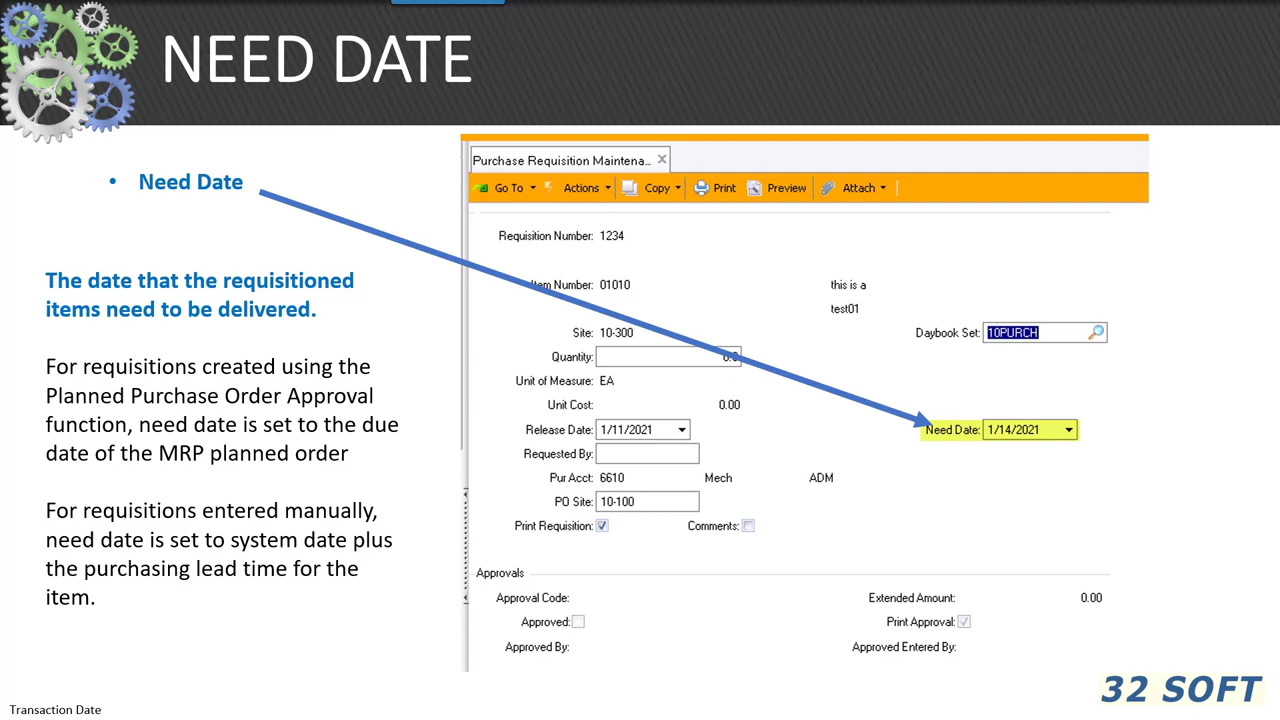 NEED DATE
• Need Date
The date that the requisitioned
items need to be delivered.
For requisitions created using the
Planned Purchase Order Approval
function, need date is set to the due
date of the MRP planned order
For requisitions entered manually,
need date is set to system date plus
the purchasing lead time for the
item.
Purchase Requisition Maintena...
Go To Actions Copy Print Preview Attach
Requisition Number: 1234
Item Number: 01010 this is a
test01
Site: 10-300 Daybook Set: 10PURCH
Quantity: 0.0
Unit of Measure: EA
Unit Cost: 0.00
Release Date: 1/11/2021 Need Date: 1/14/2021
Requested By:
Pur Acct: 6610 Mech ADM
PO Site: 10-100
Print Requisition: Comments:
Approvals
Approval Code: Extended Amount: 0.00
Approved: Print Approval:
Approved By: Approved Entered By:
32 SOFT
Transaction Date